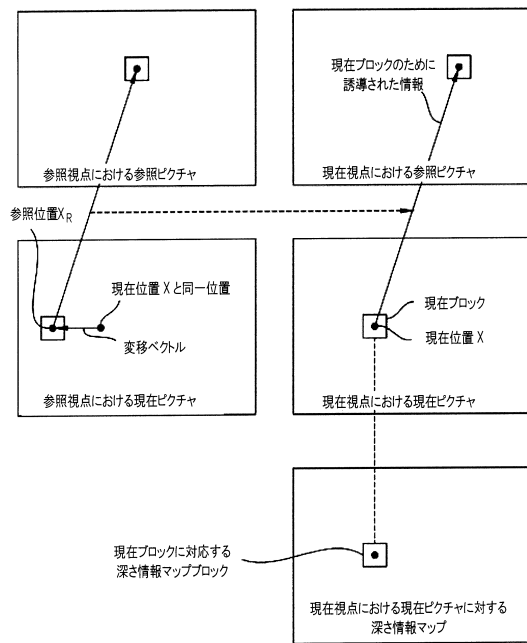 現在ブロックのために
誘導された情報
参照視点における参照ピクチャ
現在視点における参照ピクチャ
参照位置XR
現在位置 X と同一位置
変移ベクトル
現在ブロック
現在位置 X
参照視点における現在ピクチャ
現在視点における現在ピクチャ
現在ブロックに対応する
深さ情報マップブロック
現在視点における現在ピクチャに対する
深さ情報マップ